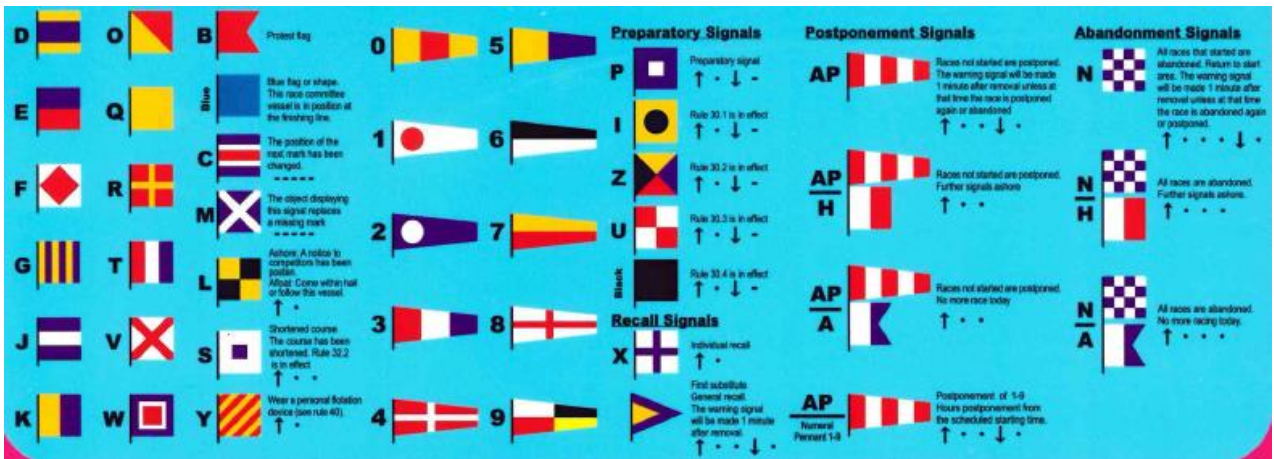 D
E
F
G
J
K
O
Q
R
T
V
W
B
Protest flag
Blue
Blue flag or shape.
This race committee
vessel is in position at
the finishing line.
C
The position of the
next mark has been
changed.
M
The object displaying
this signal replaces
a missing mark
L
Ashore: A notice to
competitors has been
Afloat: Come within hail
or follow this vessel.
S
Shortened course
The course has been
shortened. Rule 32.2
is in effect
Y
Wear a personal flotation
device (see rule 40).
0
1
2
3
4
5
6
7
8
9
Preparatory Signals
P
Preparatory signal
I
Rule 30.1 is in effect
Z
Rule 30.2 is in effect
U
Rule 30.3 is in effect
Black
Rule 30.4 is in effect
Recall Signals
X
Individual recall
First substitute
General recall.
The warning signal
will be made 1 minute
after removal.
Postponement Signals
AP
Races not started are postponed.
The warning signal will be made
1 minute after removal unless at
that time the race is postponed
again or abandoned
AP
H
Races not started are postponed.
Further signals ashore
AP
A
Races not started are postponed.
No more race today
AP
Numeral
Pennant 1-9
Postponement of 1-9
Hours postponement from
the scheduled starting time.
Abandonment Signals
N
All races that started are
abandoned. Return to start
area. The warning signal
will be made 1 minute after
removal unless at that time
the race is abandoned again
or postponed.
N
H
All races are abandoned.
Further signals ashore.
N
A
All races are abandoned.
No more racing today.